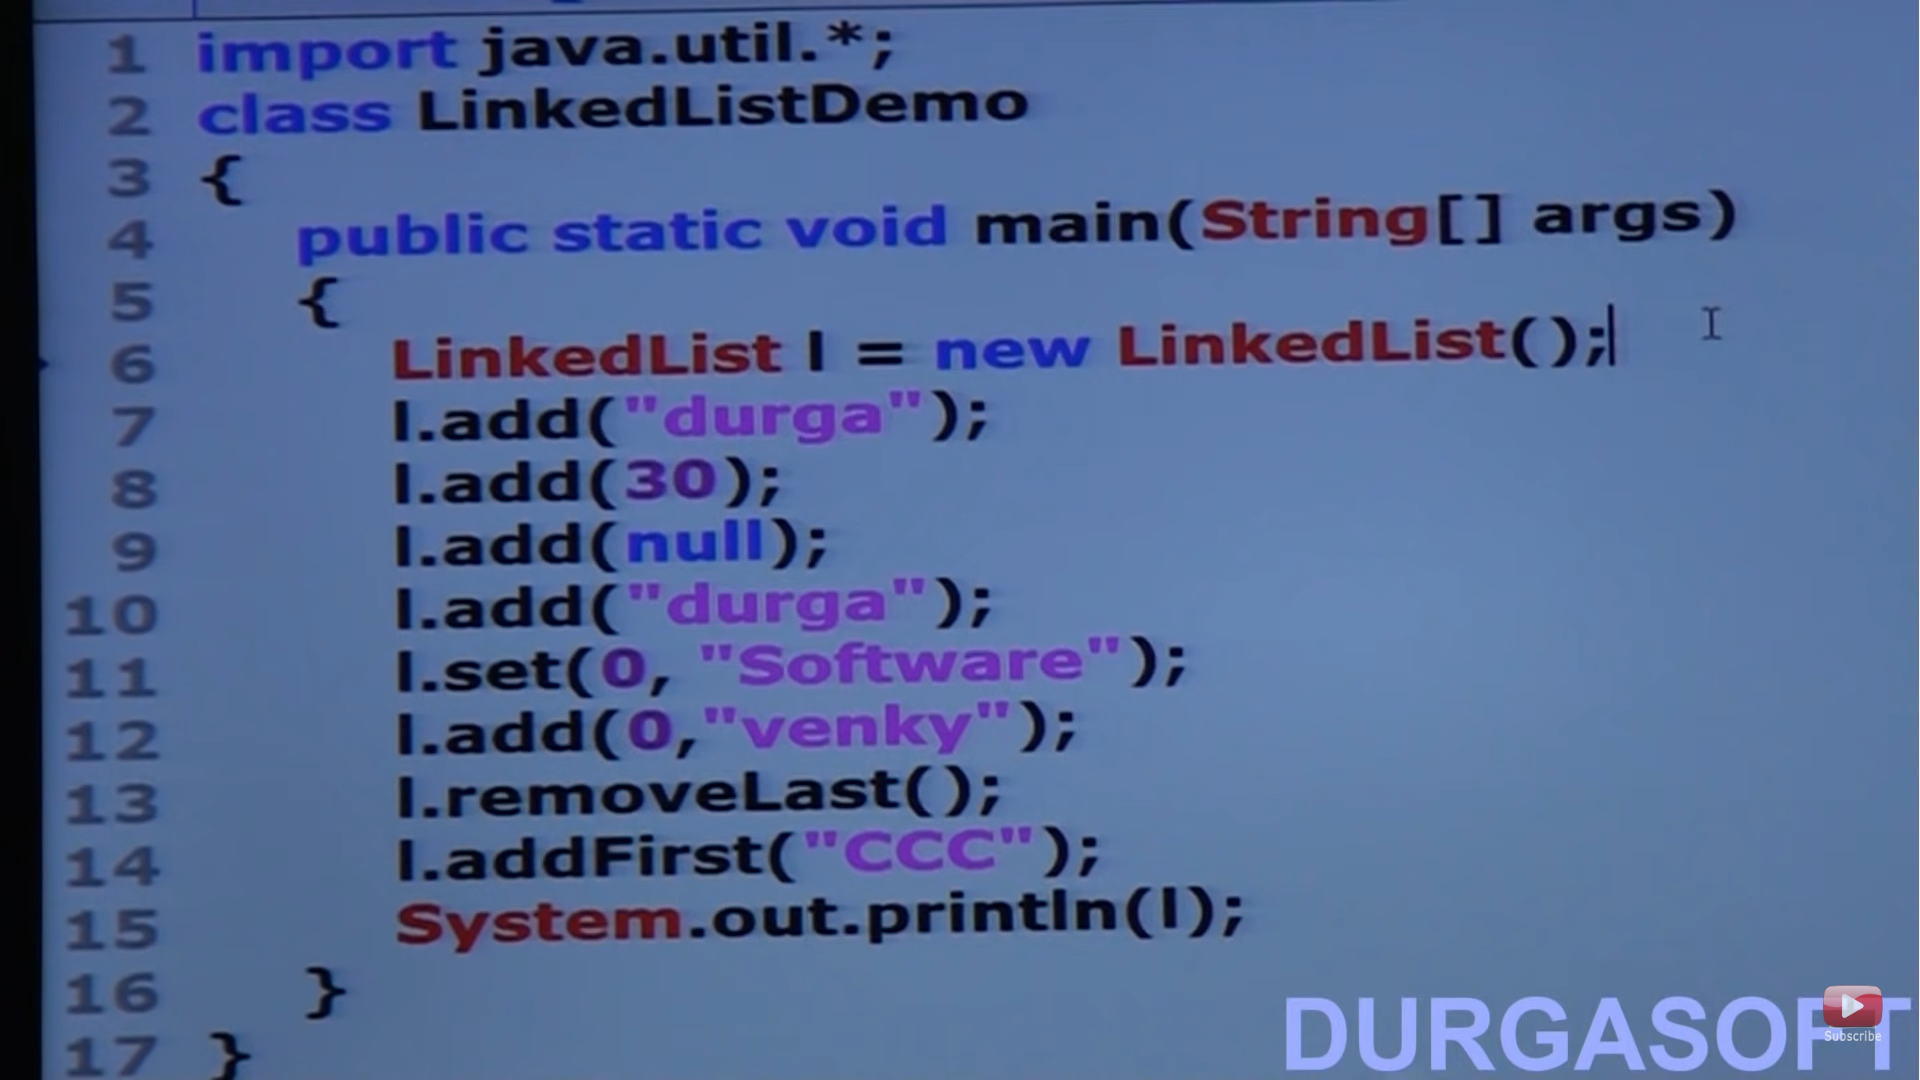 1 import java.util.*;
2 class LinkedListDemo
3 {
4 public static void main(String[] args)
5 {
6 LinkedList l = new LinkedList();
7 l.add("durga");
8 l.add(30);
9 l.add(null);
10 l.add("durga");
11 l.set(0, "Software");
12 l.add(0,"venky");
13 l.removeLast();
14 l.addFirst("CCC");
15 System.out.println(l);
16 }
17 }
DURGASOFT
Subscribe